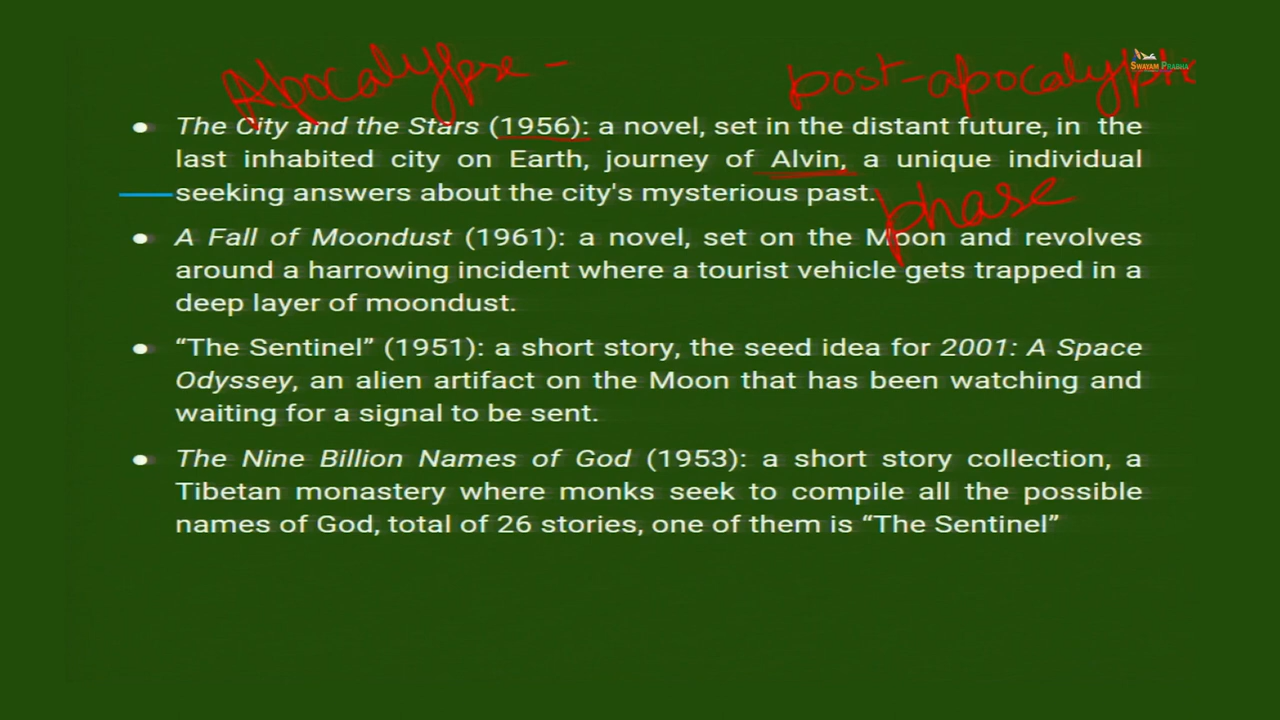 Apocalypse -
post-apocalyptic
SWAYAM PRABHA
● The City and the Stars (1956): a novel, set in the distant future, in the
last inhabited city on Earth, journey of Alvin, a unique individual
seeking answers about the city's mysterious past.
phase
● A Fall of Moondust (1961): a novel, set on the Moon and revolves
around a harrowing incident where a tourist vehicle gets trapped in a
deep layer of moondust.
● “The Sentinel” (1951): a short story, the seed idea for 2001: A Space
Odyssey, an alien artifact on the Moon that has been watching and
waiting for a signal to be sent.
● The Nine Billion Names of God (1953): a short story collection, a
Tibetan monastery where monks seek to compile all the possible
names of God, total of 26 stories, one of them is “The Sentinel”